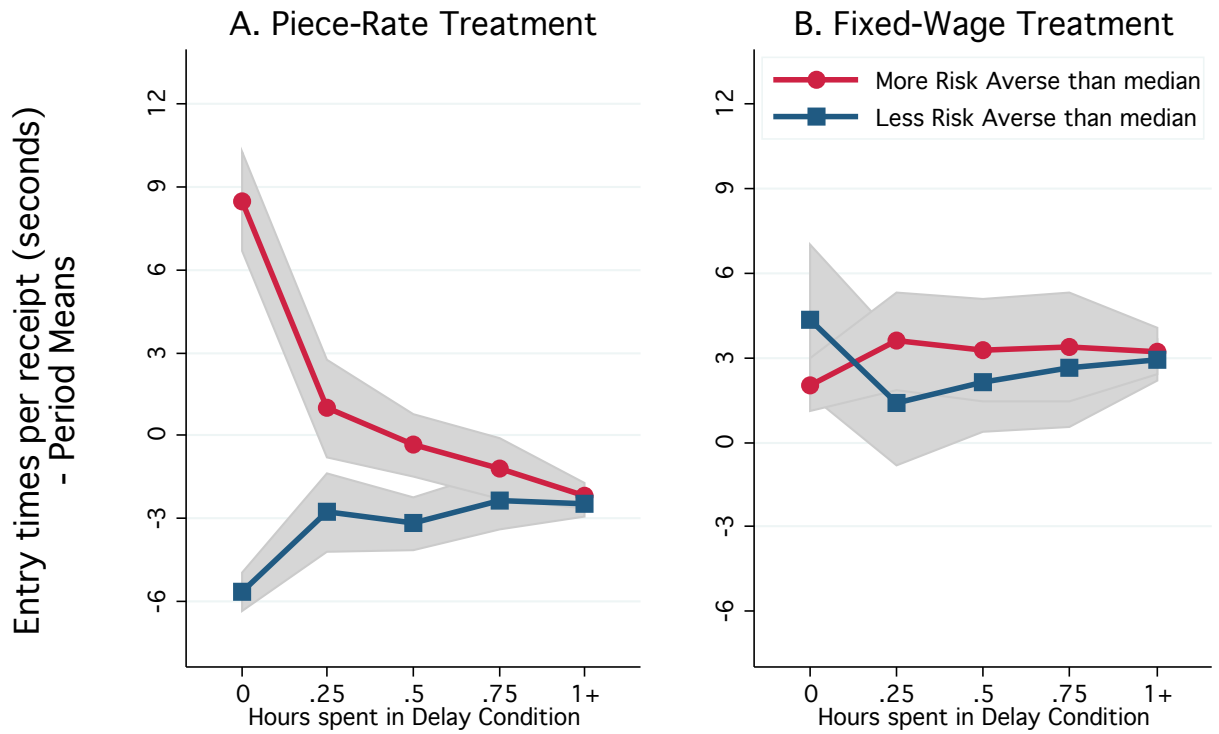 A. Piece-Rate Treatment
B. Fixed-Wage Treatment
Entry times per receipt (seconds)
- Period Means
12
9
6
3
0
-3
-6
0 .25 .5 .75 1+
Hours spent in Delay Condition
More Risk Averse than median
Less Risk Averse than median
12
9
6
3
0
-3
-6
0 .25 .5 .75 1+
Hours spent in Delay Condition